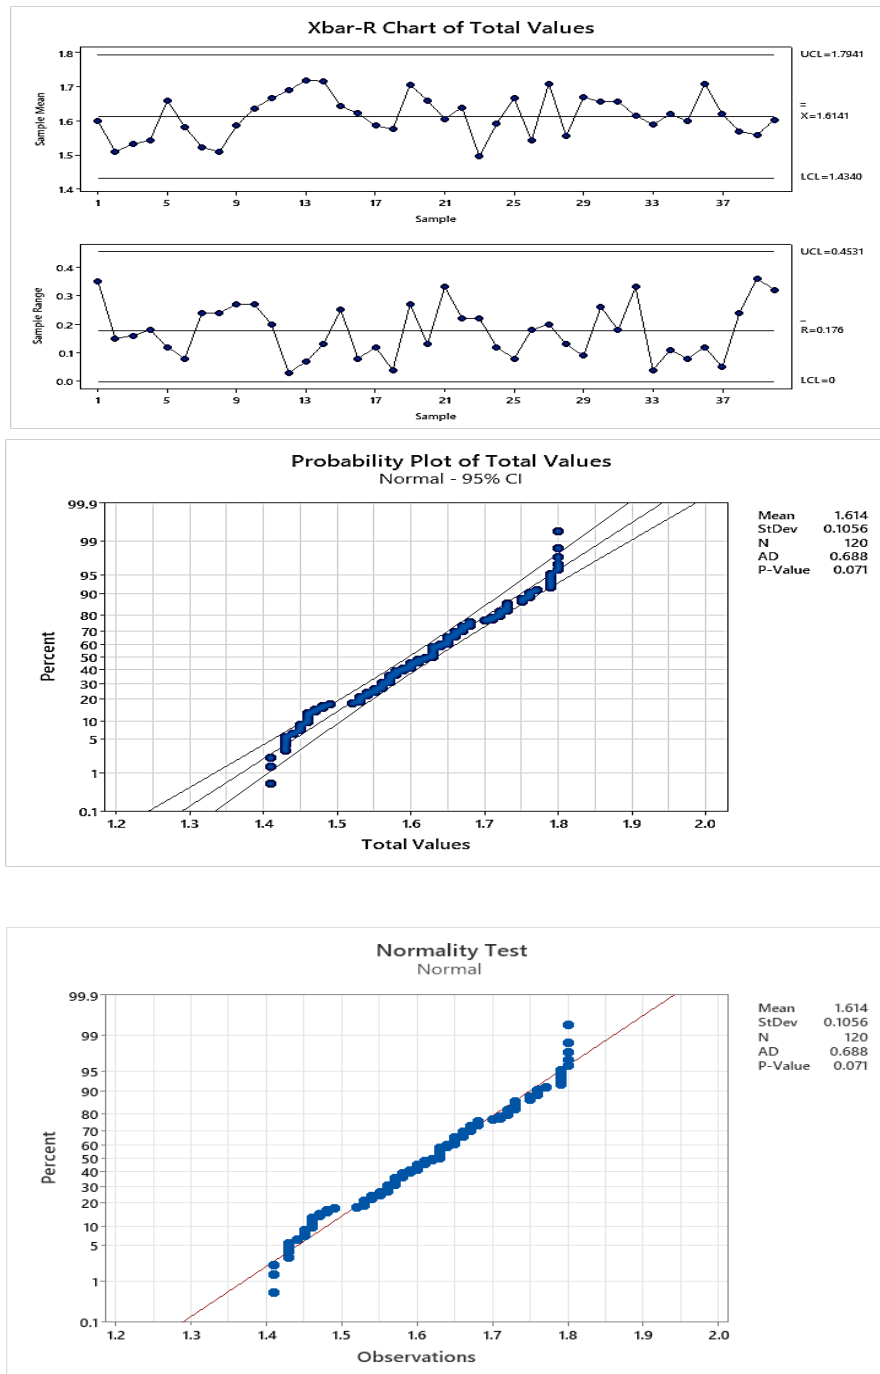 Xbar-R Chart of Total Values
Sample Mean
1.8
1.7
1.6
1.5
1.4
UCL=1.7941
X=1.6141
LCL=1.4340
1 5 9 13 17 21 25 29 33 37
Sample
Sample Range
0.4
0.3
0.2
0.1
0.0
UCL=0.4531
R=0.176
LCL=0
1 5 9 13 17 21 25 29 33 37
Sample
Probability Plot of Total Values
Normal - 95% CI
Percent
99.9
99
95
90
80
70
60
50
40
30
20
10
5
1
0.1
1.2 1.3 1.4 1.5 1.6 1.7 1.8 1.9 2.0
Total Values
Mean 1.614
StDev 0.1056
N 120
AD 0.688
P-Value 0.071
Normality Test
Normal
Percent
99.9
99
95
90
80
70
60
50
40
30
20
10
5
1
0.1
1.2 1.3 1.4 1.5 1.6 1.7 1.8 1.9 2.0
Observations
Mean 1.614
StDev 0.1056
N 120
AD 0.688
P-Value 0.071